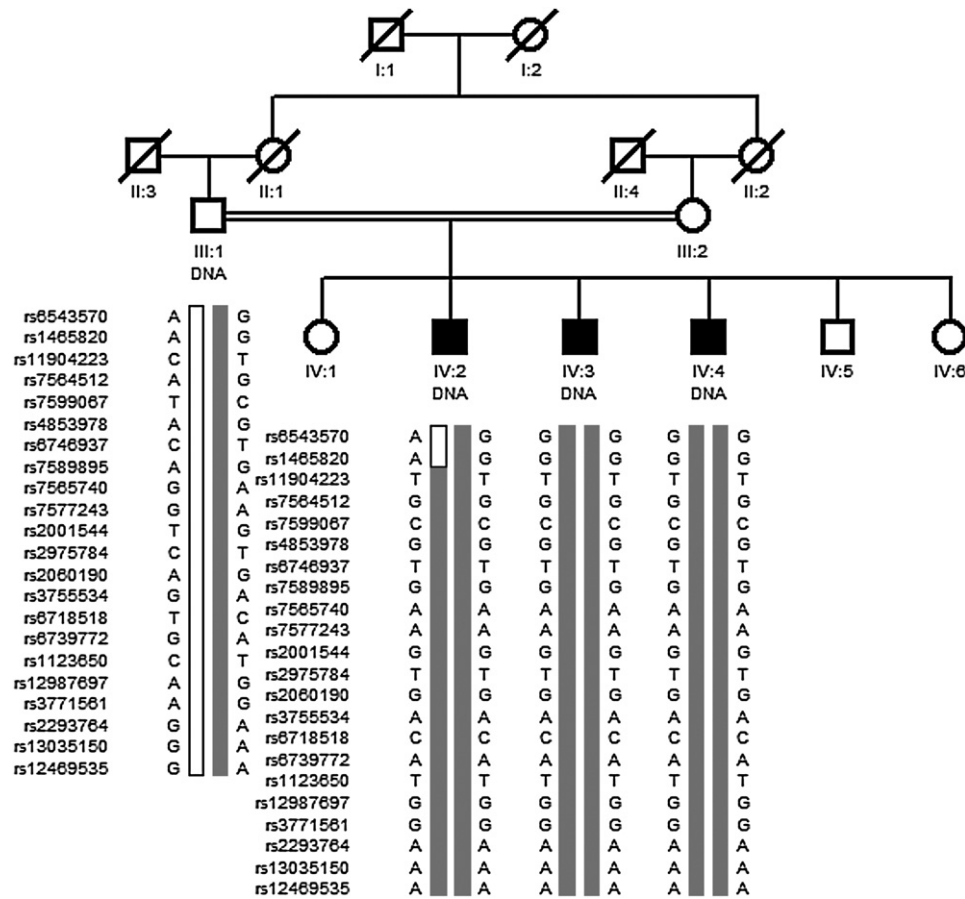 I:1 I:2
II:3 II:1 II:4 II:2
III:1 III:2
DNA
IV:1 IV:2 IV:3 IV:4 IV:5 IV:6
DNA DNA DNA
rs6543570 A G
rs1465820 A G
rs11904223 C T
rs7564512 A G
rs7599067 T C
rs4853978 A G
rs6746937 C T
rs7589895 A G
rs7565740 G A
rs7577243 G A
rs2001544 T G
rs2975784 C T
rs2060190 A G
rs3755534 G A
rs6718518 T C
rs6739772 G A
rs1123650 C T
rs12987697 A G
rs3771561 A G
rs2293764 G A
rs13035150 G A
rs12469535 G A
rs6543570 A G G G G G
rs1465820 A G G G G G
rs11904223 T T T T T T
rs7564512 G G G G G G
rs7599067 C C C C C C
rs4853978 G G G G G G
rs6746937 T T T T T T
rs7589895 G G G G G G
rs7565740 A A A A A A
rs7577243 A A A A A A
rs2001544 G G G G G G
rs2975784 T T T T T T
rs2060190 G G G G G G
rs3755534 A A A A A A
rs6718518 C C C C C C
rs6739772 A A A A A A
rs1123650 T T T T T T
rs12987697 G G G G G G
rs3771561 G G G G G G
rs2293764 A A A A A A
rs13035150 A A A A A A
rs12469535 A A A A A A